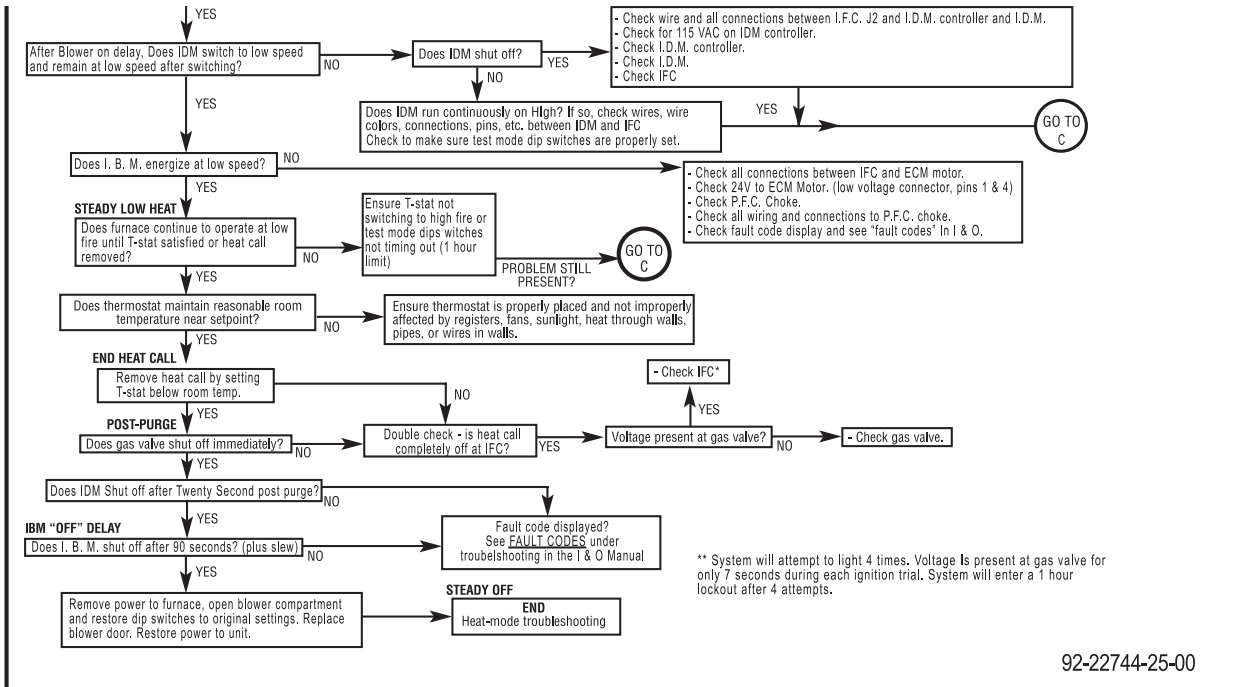 YES
After Blower on delay, Does IDM switch to low speed
and remain at low speed after switching?
NO
Does IDM shut off?
YES
NO
- Check wire and all connections between I.F.C. J2 and I.D.M. controller and I.D.M.
- Check for 115 VAC on IDM controller.
- Check I.D.M. controller.
- Check I.D.M.
- Check IFC
YES
Does IDM run continuously on HIgh? If so, check wires, wire
colors, connections, pins, etc. between IDM and IFC
Check to make sure test mode dip switches are properly set.
YES
GO TO
C
Does I. B. M. energize at low speed?
NO
YES
- Check all connections between IFC and ECM motor.
- Check 24V to ECM Motor. (low voltage connector, pins 1 & 4)
- Check P.F.C. Choke.
- Check all wiring and connections to P.F.C. choke.
- Check fault code display and see "fault codes" In I & O.
STEADY LOW HEAT
Does furnace continue to operate at low
fire until T-stat satisfied or heat call
removed?
NO
YES
Ensure T-stat not
switching to high fire or
test mode dips witches
not timing out (1 hour
limit)
PROBLEM STILL
PRESENT?
GO TO
C
Does thermostat maintain reasonable room
temperature near setpoint?
NO
YES
Ensure thermostat is properly placed and not improperly
affected by registers, fans, sunlight, heat through walls,
pipes, or wires in walls.
END HEAT CALL
Remove heat call by setting
T-stat below room temp.
NO
YES
- Check IFC*
YES
POST-PURGE
Does gas valve shut off immediately?
NO
YES
Double check - is heat call
completely off at IFC?
YES
Voltage present at gas valve?
NO
- Check gas valve.
Does IDM Shut off after Twenty Second post purge?
NO
YES
IBM "OFF" DELAY
Does I. B. M. shut off after 90 seconds? (plus slew)
NO
YES
Fault code displayed?
See FAULT CODES under
troubelshooting in the I & O Manual
** System will attempt to light 4 times. Voltage is present at gas valve for
only 7 seconds during each ignition trial. System will enter a 1 hour
lockout after 4 attempts.
Remove power to furnace, open blower compartment
and restore dip switches to original settings. Replace
blower door. Restore power to unit.
STEADY OFF
END
Heat-mode troubleshooting
92-22744-25-00